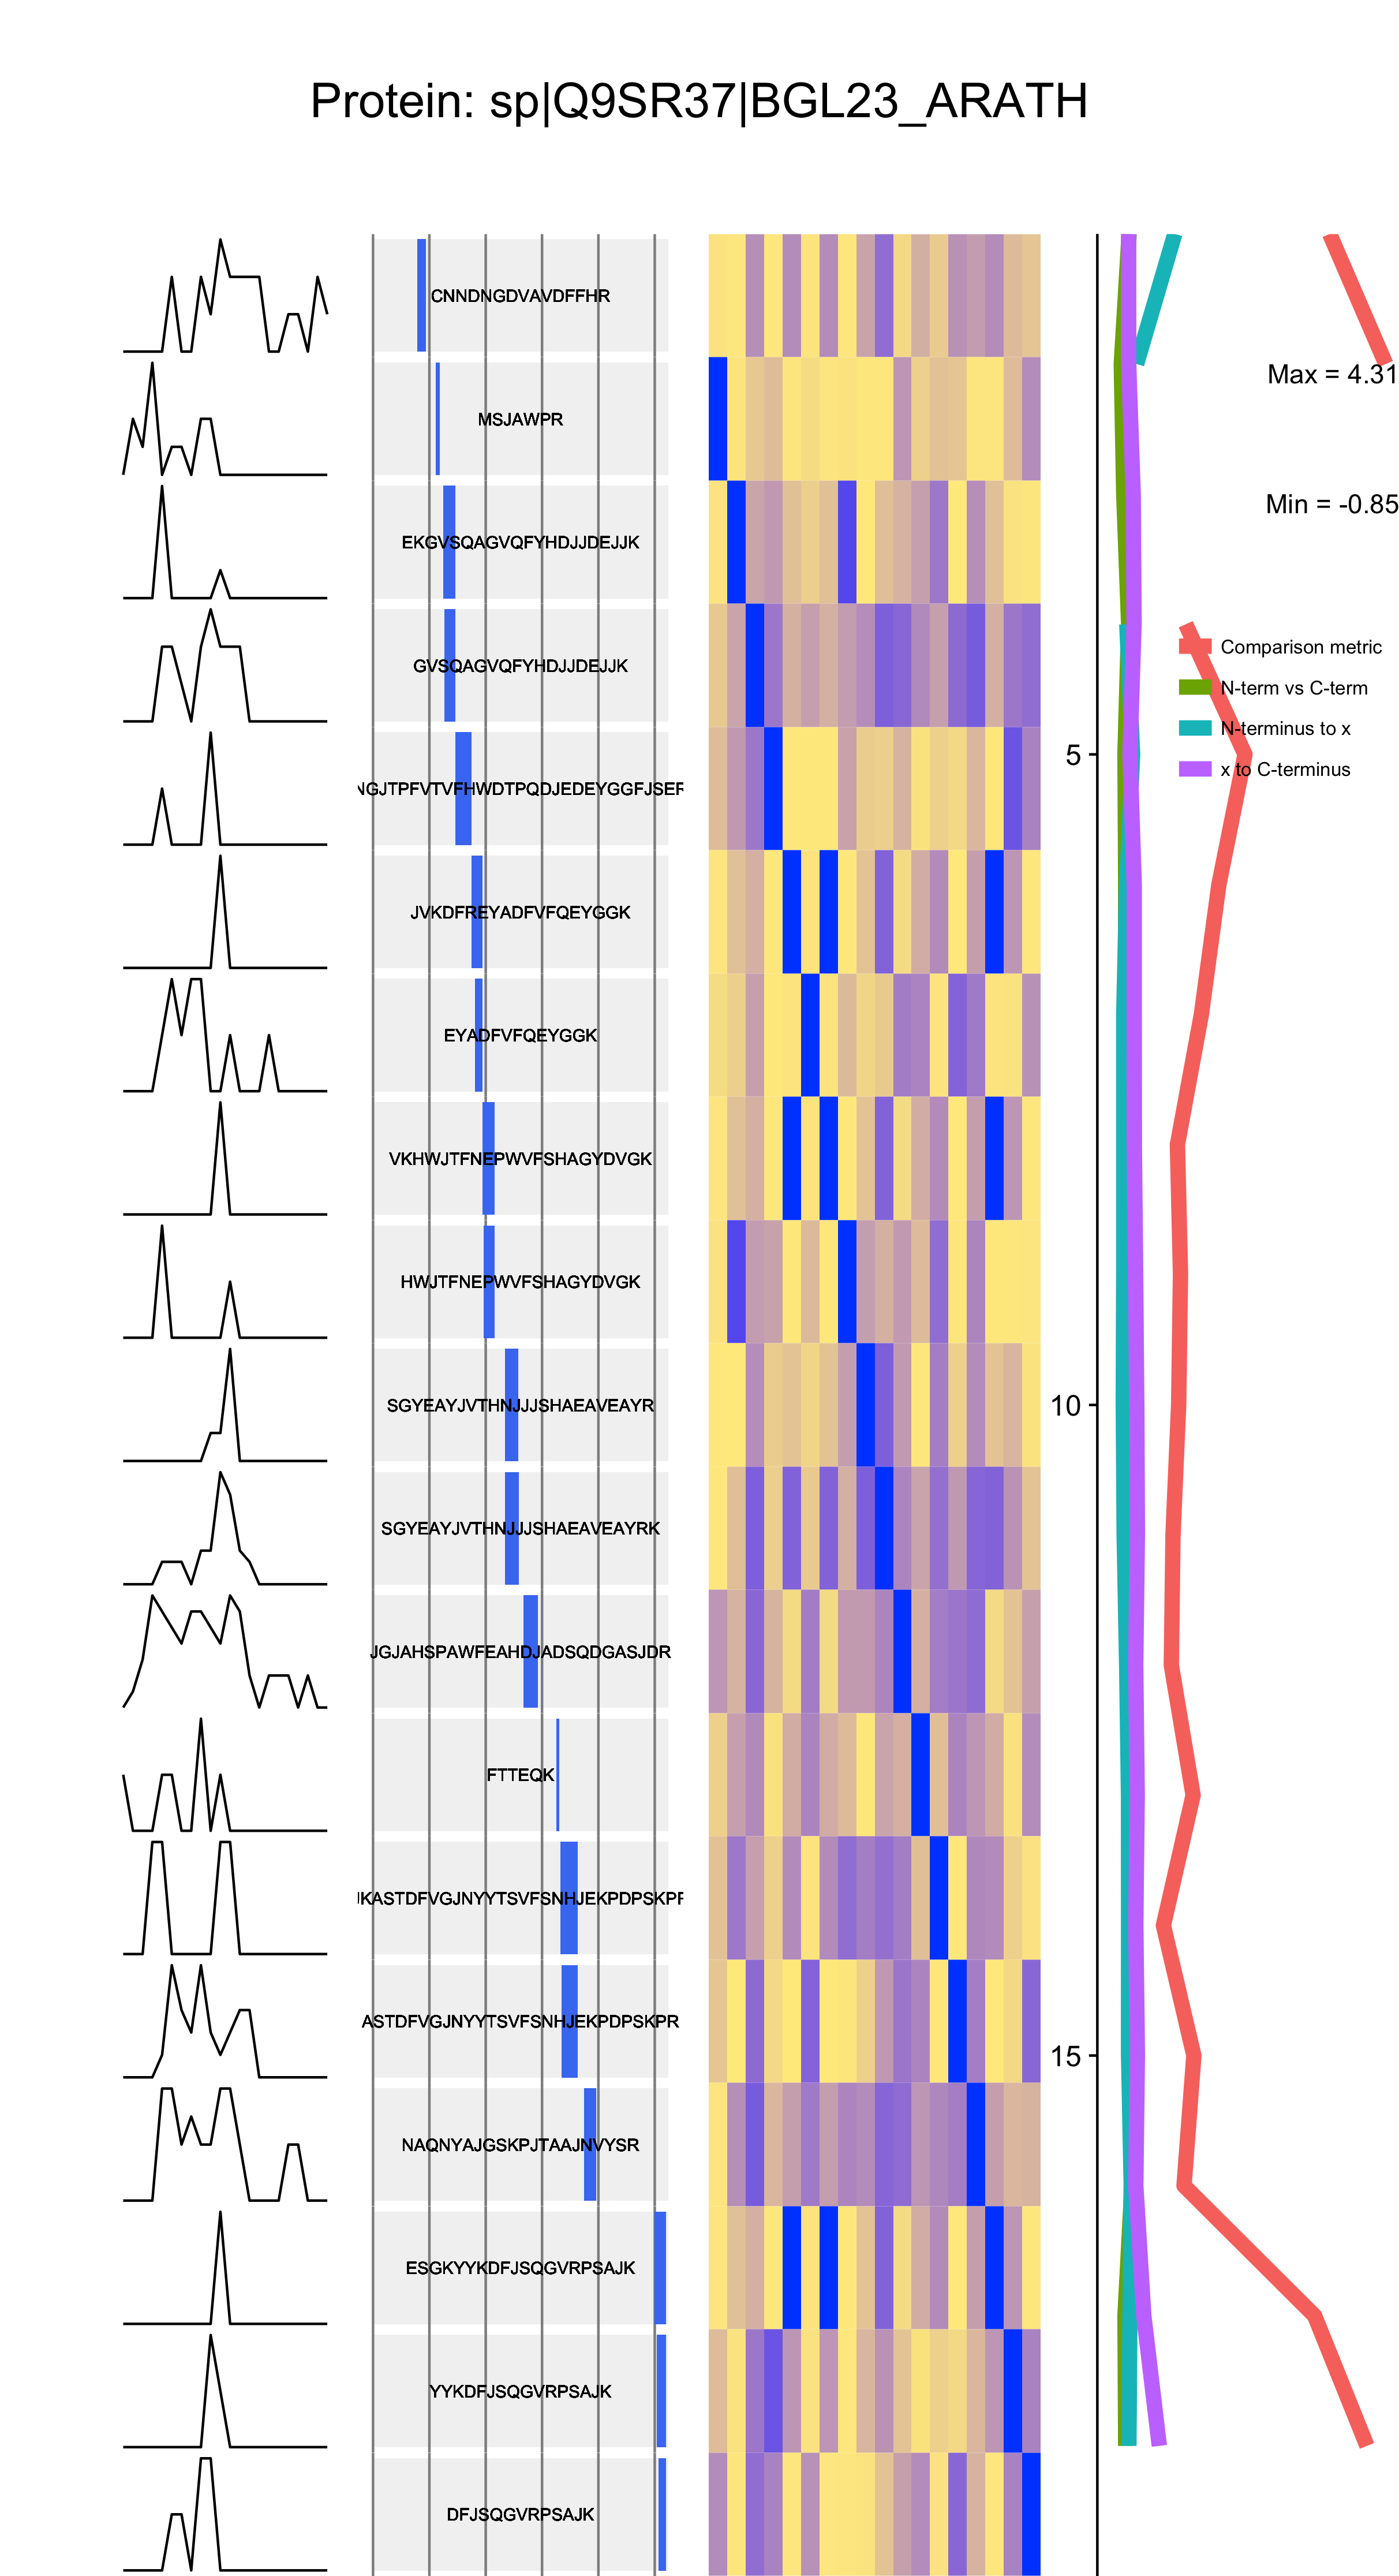 Protein: sp|Q9SR37|BGL23_ARATH
CNNDNGDVAVDFFHR
Max = 4.31
MSJAWPR
Min = -0.85
EKGVSQAGVQFYHDJJDEJJK
GVSQAGVQFYHDJJDEJJK
Comparison metric
N-term vs C-term
N-terminus to x
x to C-terminus
5
NGJTPFVTVFHWDTPQDJEDEYGGFJSEF
JVKDFREYADFVFQEYGGK
EYADFVFQEYGGK
VKHWJTFNEPWVFSHAGYDVGK
HWJTFNEPWVFSHAGYDVGK
10
SGYEAYJVTHNJJJSHAEAVEAYR
SGYEAYJVTHNJJJSHAEAVEAYRK
JGJAHSPAWFEAHDJADSQDGASJDR
FTTEQK
JKASTDFVGJNYYTSVFSNHJEKPDPSKPF
ASTDFVGJNYYTSVFSNHJEKPDPSKPR
15
NAQNYAJGSKPJTAAJNVYSR
ESGKYYKDFJSQGVRPSAJK
YYKDFJSQGVRPSAJK
DFJSQGVRPSAJK